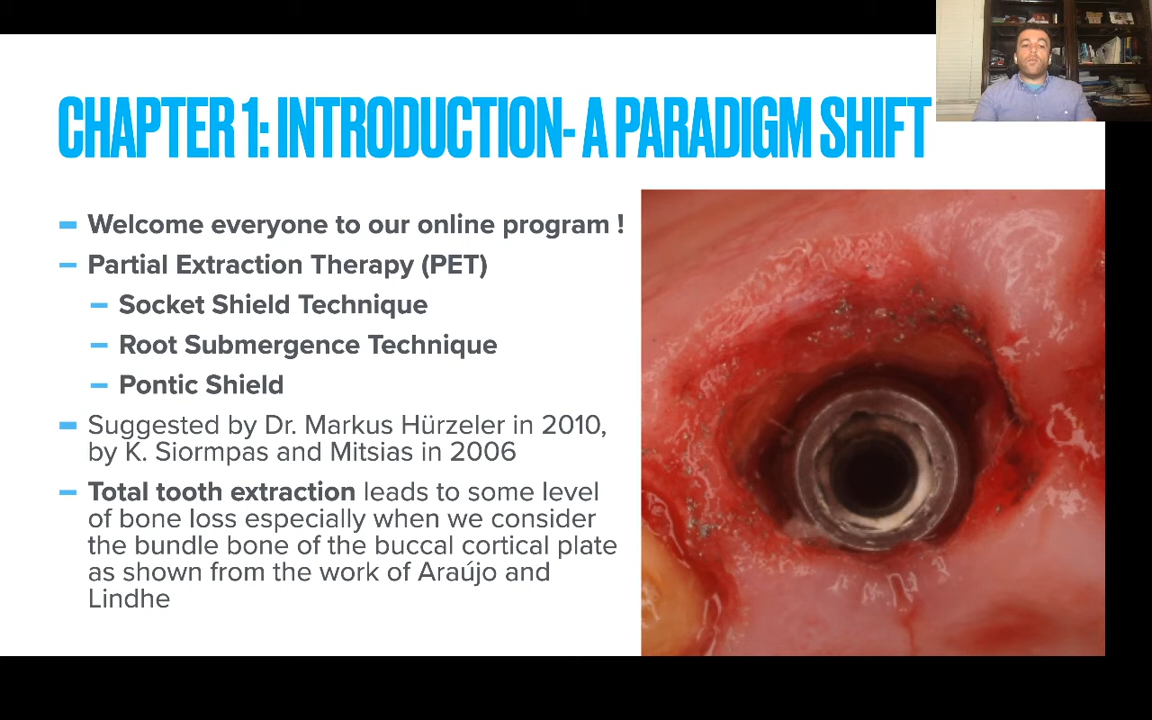 CHAPTER 1: INTRODUCTION- A PARADIGM SHIFT
Welcome everyone to our online program !
Partial Extraction Therapy (PET)
Socket Shield Technique
Root Submergence Technique
Pontic Shield
Suggested by Dr. Markus Hürzeler in 2010,
by K. Siormpas and Mitsias in 2006
Total tooth extraction leads to some level
of bone loss especially when we consider
the bundle bone of the buccal cortical plate
as shown from the work of Araújo and
Lindhe